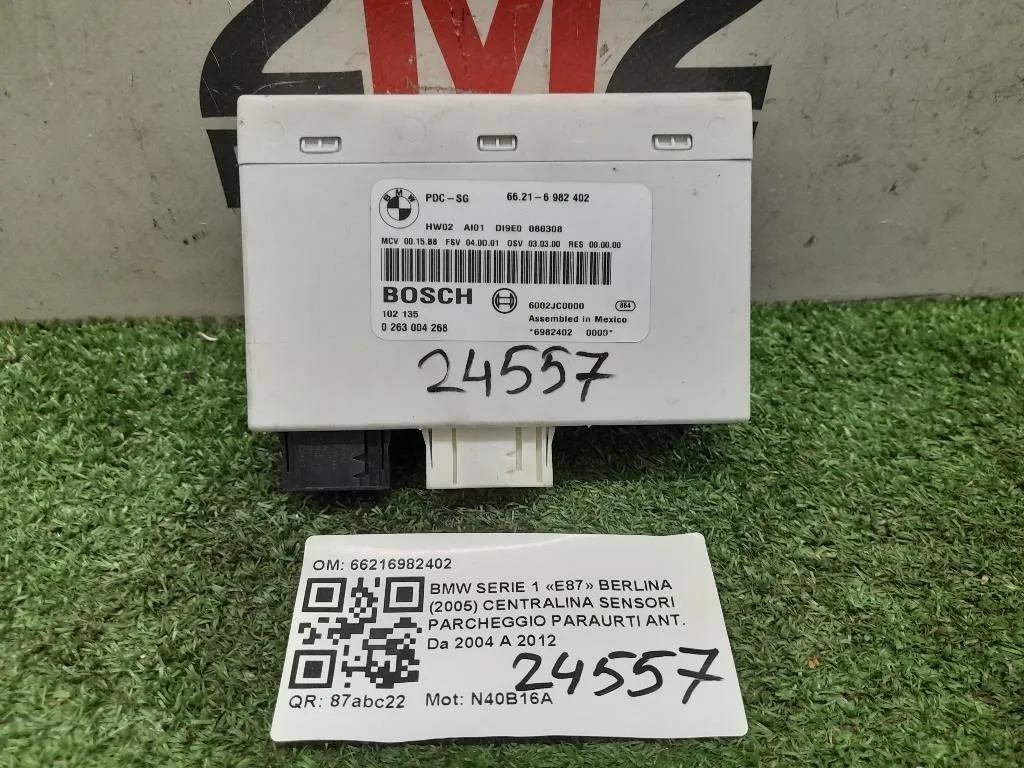 2M2
BMW
PDC-SG 66.21-6 982 402
HW02 AI01 DI9E0 080308
MCV 00.15.B8 FSV 04.00.01 OSV 03.03.00 RES 00.00.00
BOSCH
102 135
0 263 004 268
6002JC0000 864
Assembled in Mexico
*6982402 0000*
24557
OM: 66216982402
BMW SERIE 1 «E87» BERLINA
(2005) CENTRALINA SENSORI
PARCHEGGIO PARAURTI ANT.
Da 2004 A 2012
24557
QR: 87abc22 Mot: N40B16A